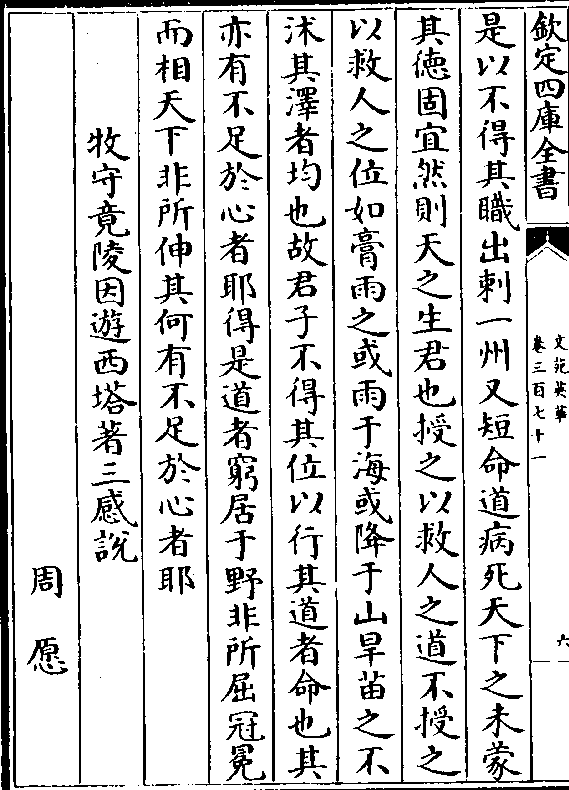 欽定四庫全書
文苑英華
卷三百七十一
六
是以不得其職出刺一州又短命道病死天下之未蒙
其徳固宜然則天之生君也授之以救人之道不授之
以救人之位如膏雨之或雨于海或降于山旱苗之不
沭其澤者均也故君子不得其位以行其道者命也其
亦有不足於心者耶得是道者窮居于野非所屈冠冕
而相天下非所伸其何有不足於心者耶
牧守竟陵因遊西塔著三感說
周愿